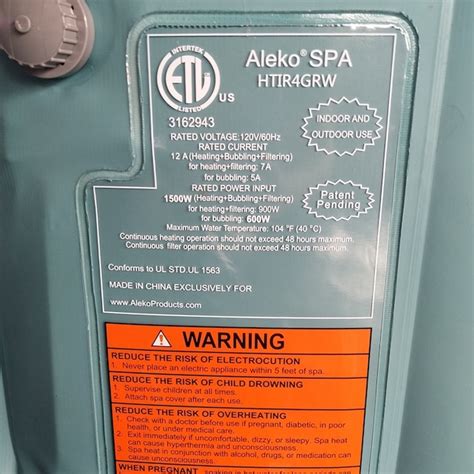 INTERTEK
ETL
LISTED
US
3162943
Aleko® SPA
HTIR4GRW
INDOOR AND
OUTDOOR USE
RATED VOLTAGE:120V/60Hz
RATED CURRENT
12 A (Heating+Bubbling+Filtering)
for heating+filtering: 7A
for bubbling: 5A
RATED POWER INPUT
1500W (Heating+Bubbling+Filtering)
for heating+filtering: 900W
for bubbling: 600W
Maximum Water Temperature: 104 °F (40 °C)
Continuous heating operation should not exceed 48 hours maximum.
Continuous filter operation should not exceed 48 hours maximum.
Patent
Pending
Conforms to UL STD UL 1563
MADE IN CHINA EXCLUSIVELY FOR
www.AlekoProducts.com
WARNING
REDUCE THE RISK OF ELECTROCUTION
1. Never place an electric appliance within 5 feet of spa.
REDUCE THE RISK OF CHILD DROWNING
1. Supervise children at all times.
2. Attach spa cover after each use.
REDUCE THE RISK OF OVERHEATING
1. Check with a doctor before use if pregnant, diabetic, in poor
health, or under medical care.
2. Exit immediately if uncomfortable, dizzy, or sleepy. Spa heat
can cause hyperthermia and unconsciousness.
3. Spa heat in conjunction with alcohol, drugs, or medication can
cause unconsciousness.
WHEN PREGNANT, soaking in hot water